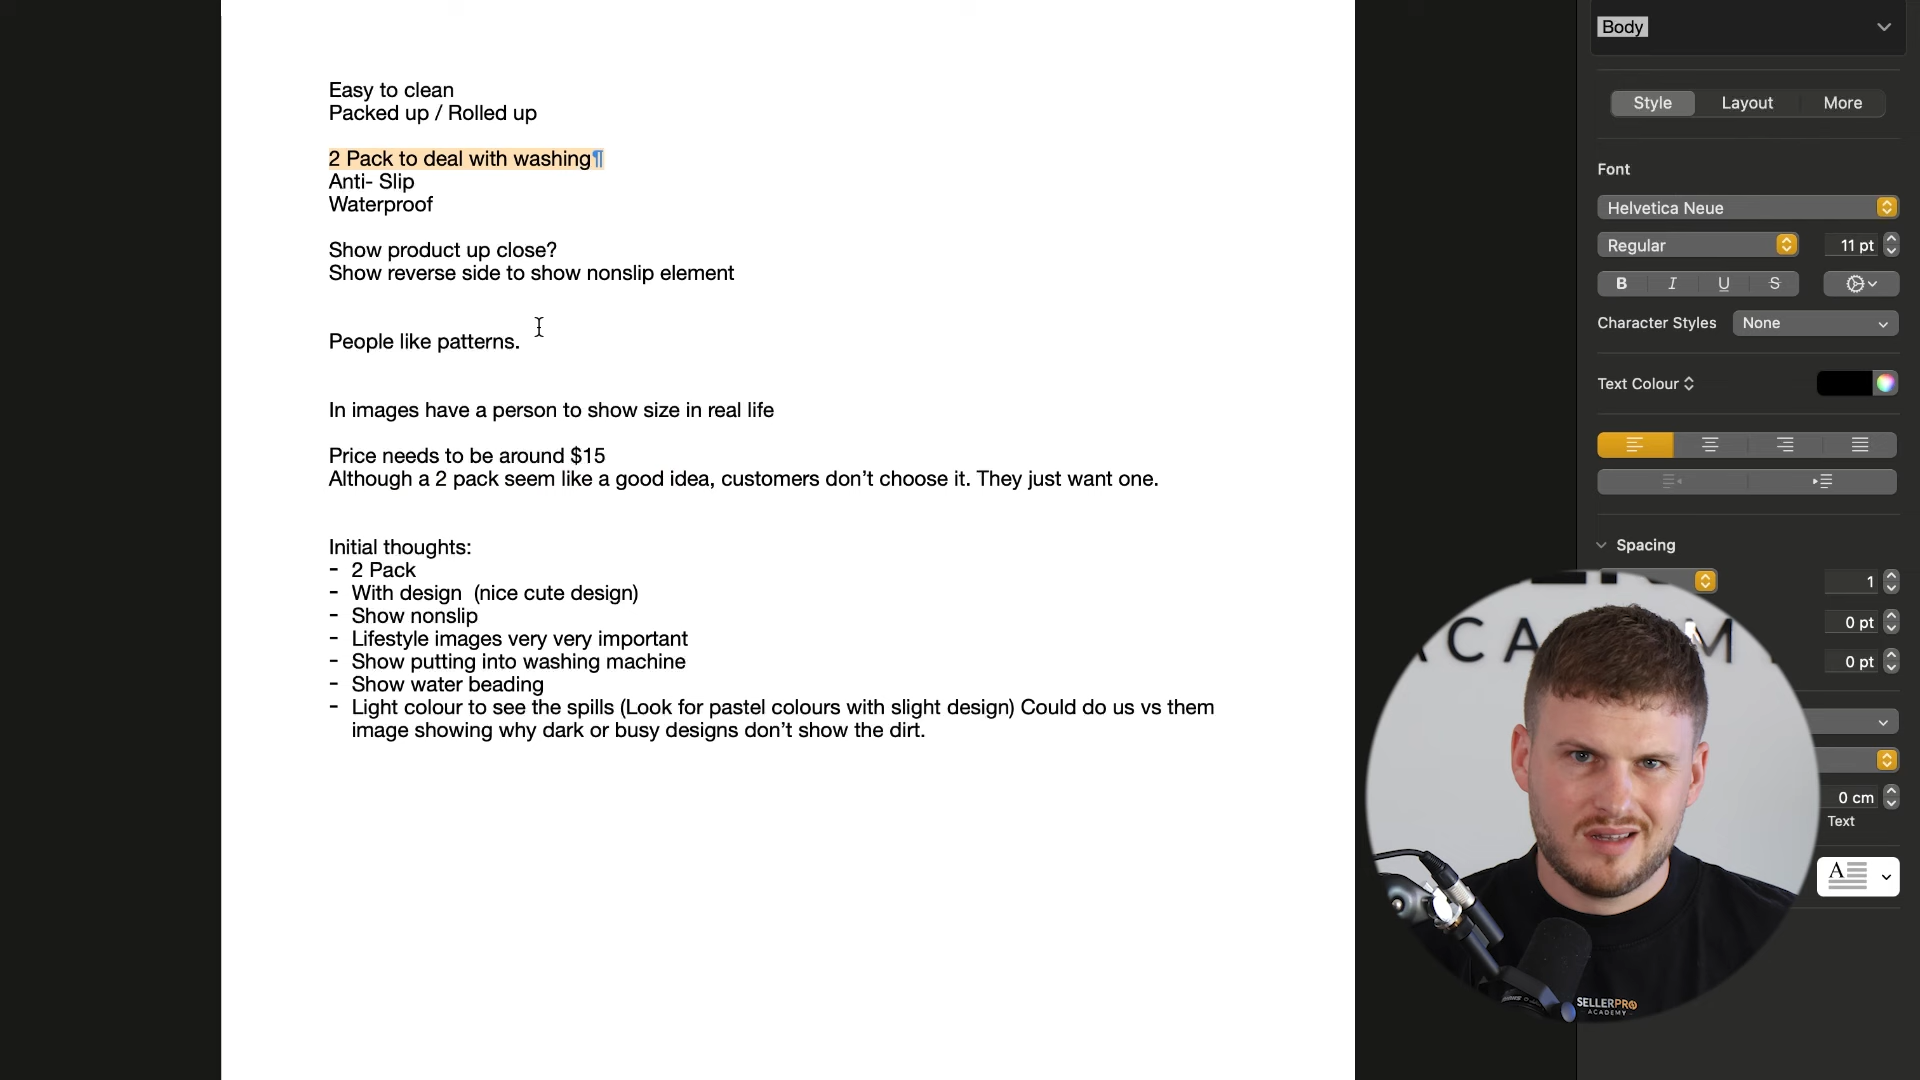 Body
Style Layout More
Easy to clean
Packed up / Rolled up
2 Pack to deal with washing¶
Anti- Slip
Waterproof
Show product up close?
Show reverse side to show nonslip element
People like patterns.
In images have a person to show size in real life
Price needs to be around $15
Although a 2 pack seem like a good idea, customers don’t choose it. They just want one.
Initial thoughts:
- 2 Pack
- With design  (nice cute design)
- Show nonslip
- Lifestyle images very very important
- Show putting into washing machine
- Show water beading
- Light colour to see the spills (Look for pastel colours with slight design) Could do us vs them
image showing why dark or busy designs don’t show the dirt.
Font
Helvetica Neue
Regular 11 pt
B I U S
Character Styles None
Text Colour
Spacing
1
0 pt
0 pt
0 cm
Text
A
ACADEM
SELLERPRO
ACADEMY